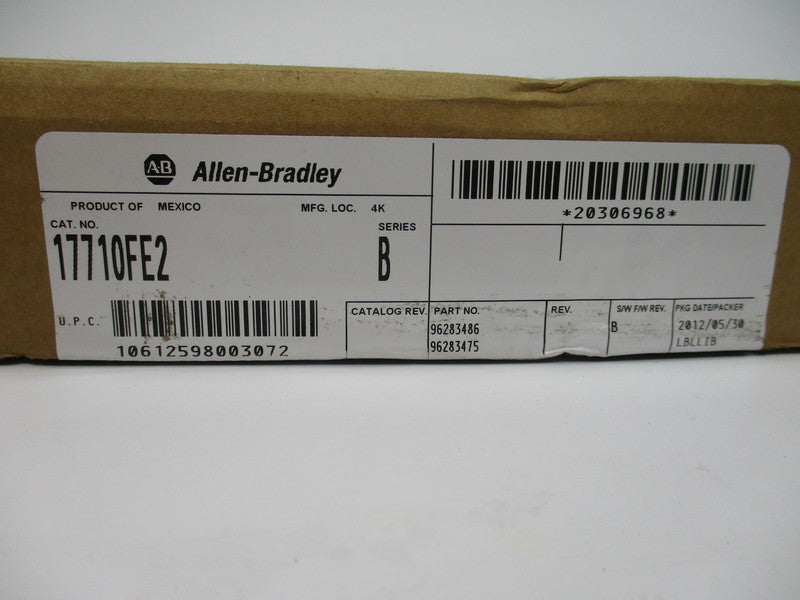 AB Allen-Bradley
PRODUCT OF MEXICO MFG. LOC. 4K
CAT. NO. SERIES
17710FE2 B
U.P.C.
10612598003072
*20306968*
CATALOG REV. PART NO. REV. S/W F/W REV. PKG DATE/PACKER
96283486 B 2012/05/30
96283475 LBLLIB